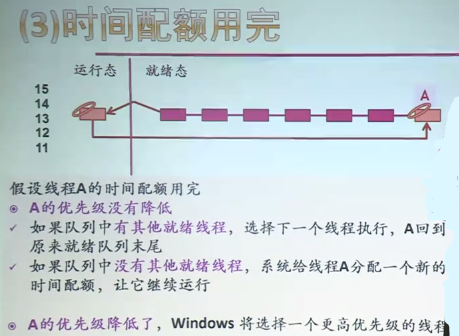 (3)时间配额用完
运行态 就绪态
15
14
13
12
11
A
假设线程A的时间配额用完
A的优先级没有降低
如果队列中有其他就绪线程，选择下一个线程执行，A回到
原来就绪队列末尾
如果队列中没有其他就绪线程，系统给线程A分配一个新的
时间配额，让它继续运行
A的优先级降低了，Windows 将选择一个更高优先级的线程